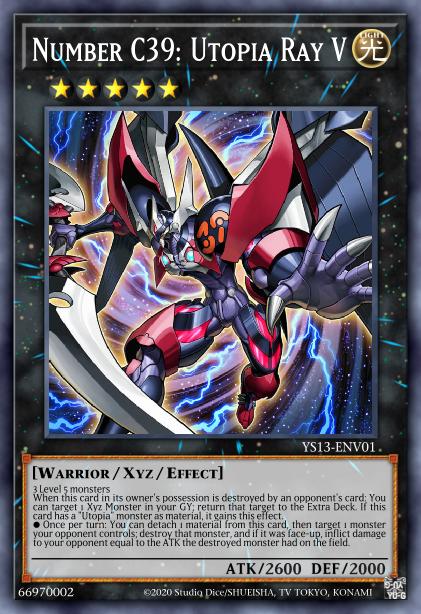 NUMBER C39: UTOPIA RAY V
LIGHT
光
39
YS13-ENV01
[WARRIOR / XYZ / EFFECT]
3 Level 5 monsters
When this card in its owner's possession is destroyed by an opponent's card: You
can target 1 Xyz Monster in your GY; return that target to the Extra Deck. If this
card has a "Utopia" monster as material, it gains this effect.
● Once per turn: You can detach 1 material from this card, then target 1 monster
your opponent controls; destroy that monster, and if it was face-up, inflict damage
to your opponent equal to the ATK the destroyed monster had on the field.
ATK/2600 DEF/2000
66970002
©2020 Studio Dice/SHUEISHA, TV TOKYO, KONAMI